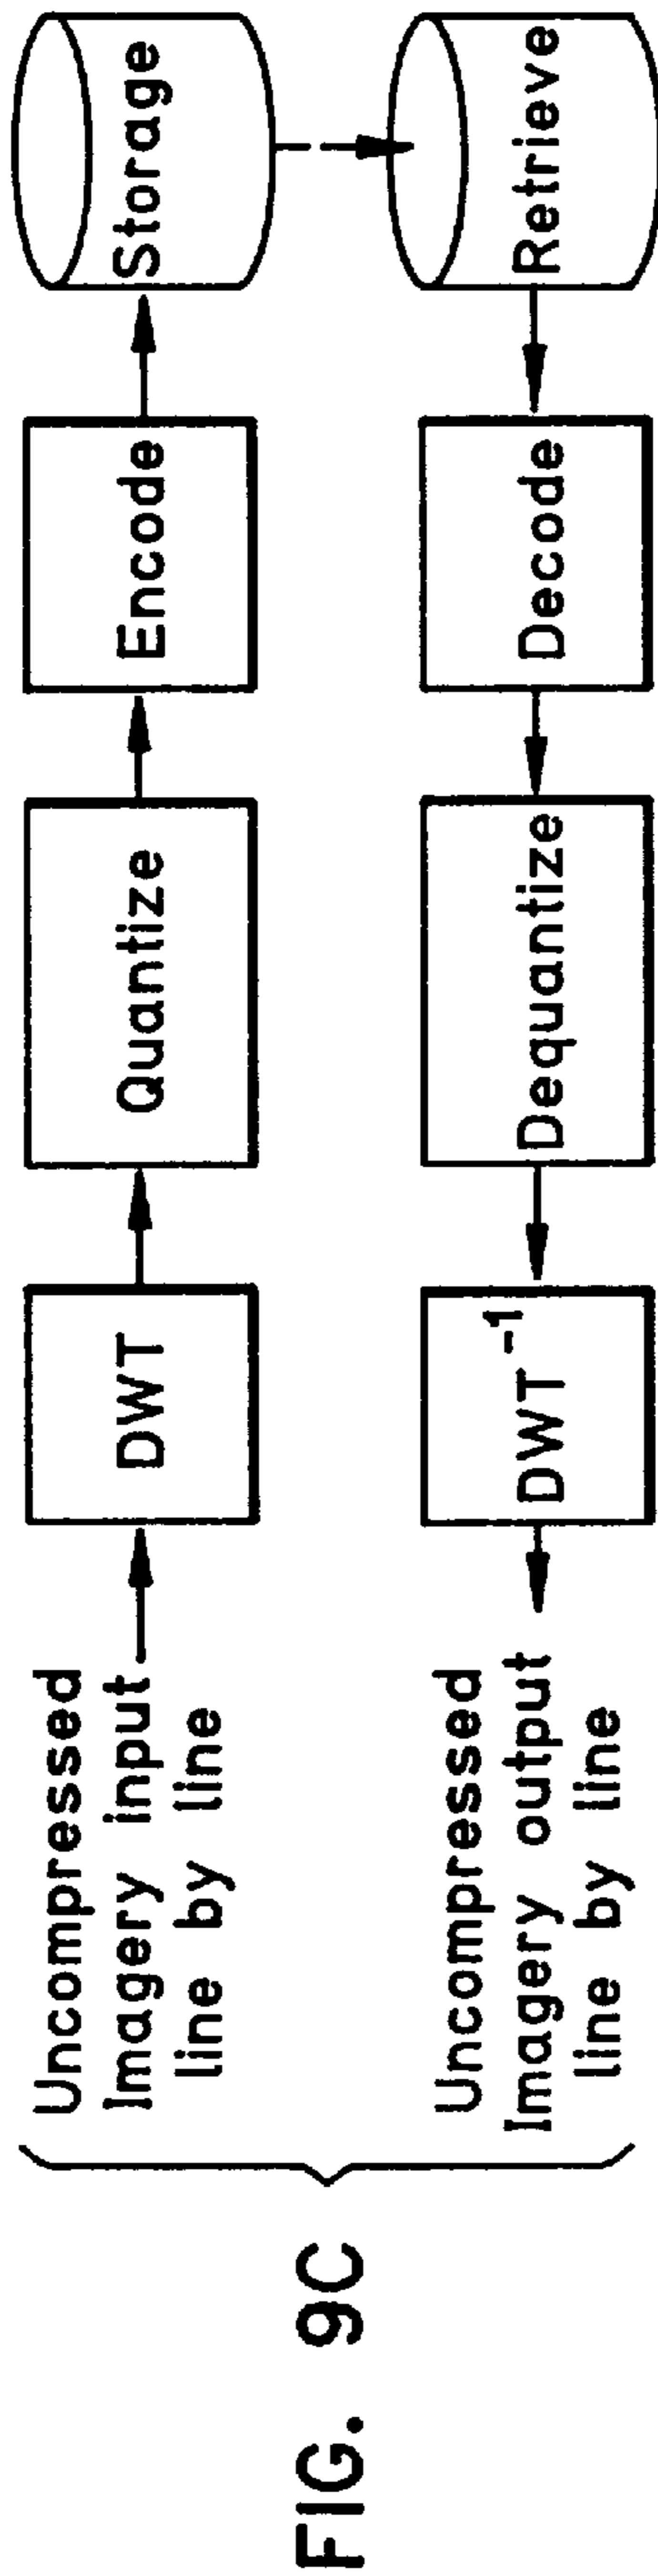 Uncompressed
Imagery input
line by line
DWT
Quantize
Encode
Storage
Uncompressed
Imagery output
line by line
DWT⁻¹
Dequantize
Decode
Retrieve
FIG. 9C